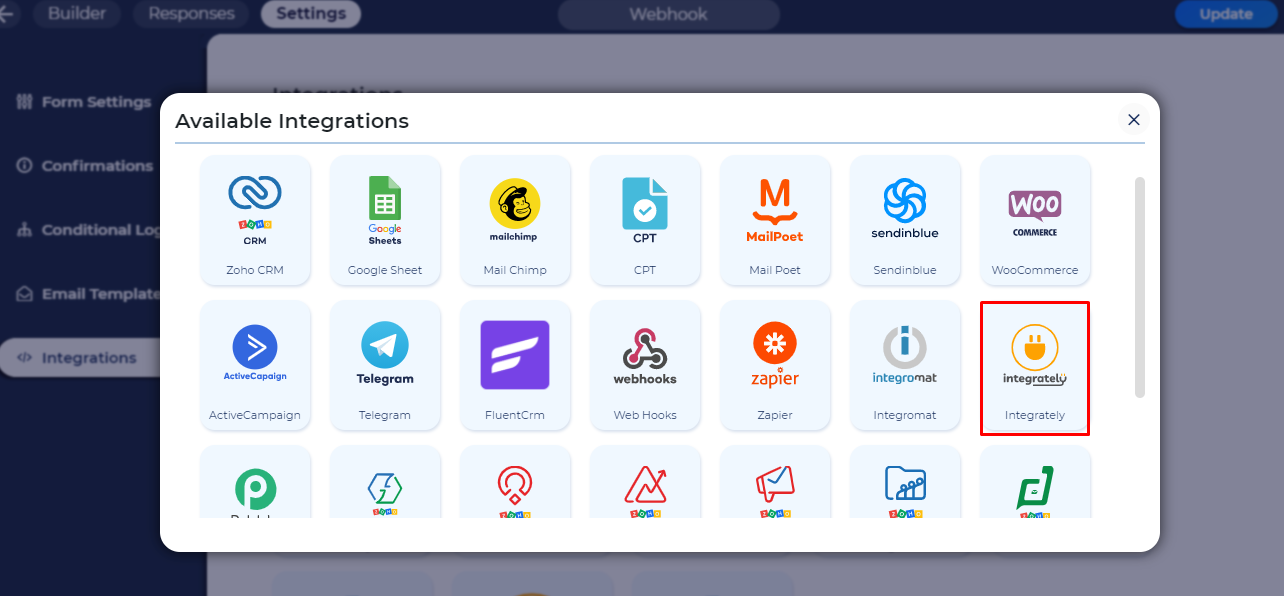 Builder
Responses
Settings
Webhook
Update
Integrations
Form Settings
Confirmations
Conditional Log
Email Template
Integrations
Available Integrations
ZOHO
CRM
Zoho CRM
Google
Sheets
Google Sheet
mailchimp
Mail Chimp
CPT
CPT
MailPoet
Mail Poet
sendinblue
Sendinblue
WOO
COMMERCE
WooCommerce
ActiveCapaign
ActiveCampaign
Telegram
Telegram
FluentCrm
webhooks
Web Hooks
zapier
Zapier
integromat
Integromat
integrately
Integrately
ZOHO
ZOHO
ZOHO
ZOHO
ZOHO
ZOHO